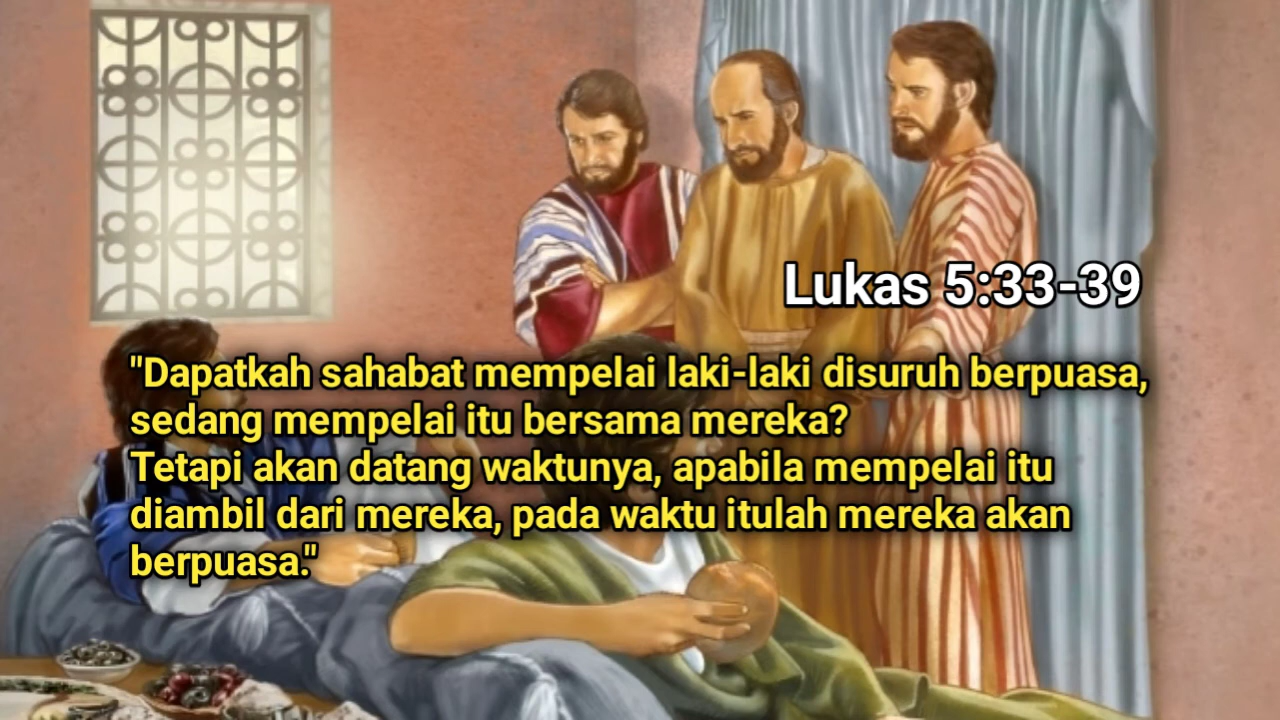 Lukas 5:33-39
"Dapatkah sahabat mempelai laki-laki disuruh berpuasa,
sedang mempelai itu bersama mereka?
Tetapi akan datang waktunya, apabila mempelai itu
diambil dari mereka, pada waktu itulah mereka akan
berpuasa."